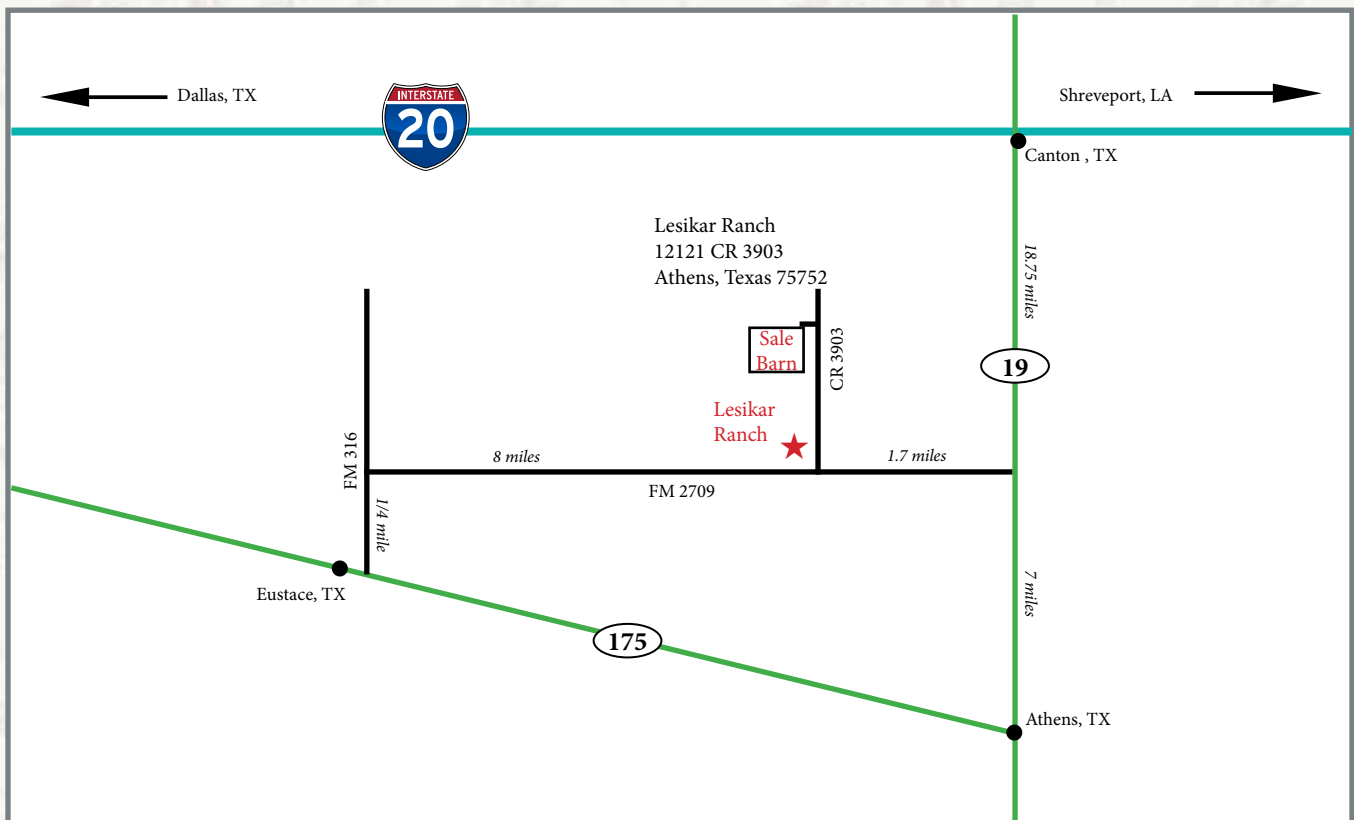 Dallas, TX
INTERSTATE
20
Shreveport, LA
Canton , TX
Lesikar Ranch
12121 CR 3903
Athens, Texas 75752
18.75 miles
Sale
Barn
CR 3903
19
Lesikar
Ranch
FM 316
8 miles
1.7 miles
FM 2709
1/4 mile
Eustace, TX
7 miles
175
Athens, TX